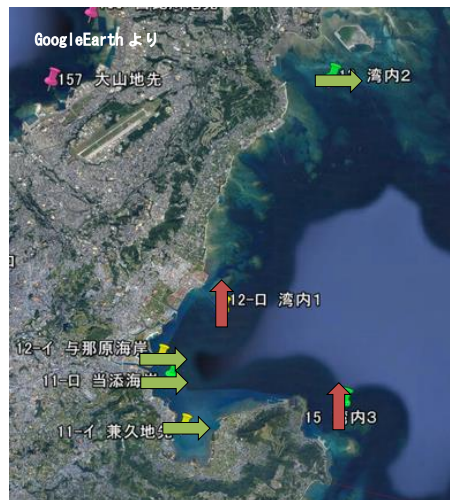 GoogleEarth より
157 大山地先
湾内2
12-ロ 湾内1
12-イ 与那原海岸
11-ロ 当添海岸
15 湾内3
11-イ 兼久地先